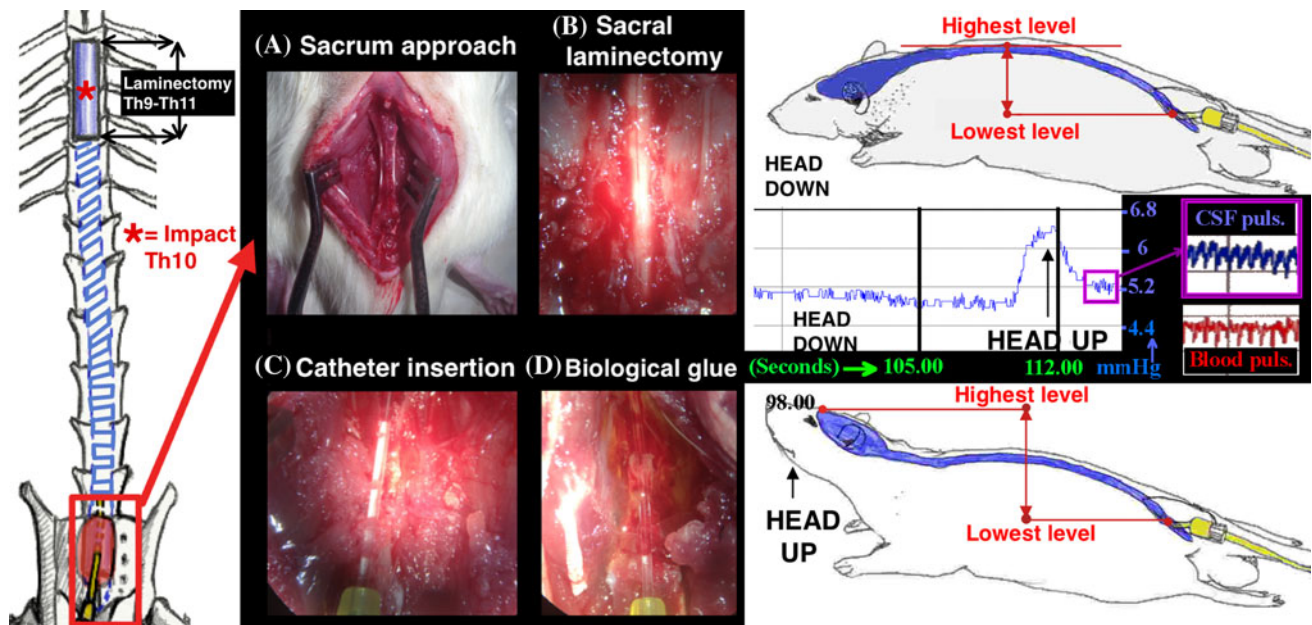 Laminectomy
Th9-Th11
*
*= Impact
Th10
(A) Sacrum approach
(B) Sacral
laminectomy
(C) Catheter insertion
(D) Biological glue
Highest level
Lowest level
HEAD
DOWN
6.8
6
5.2
4.4
CSF puls.
Blood puls.
HEAD
DOWN
HEAD UP
(Seconds)
105.00
112.00
mmHg
98.00
Highest level
Lowest level
HEAD
UP